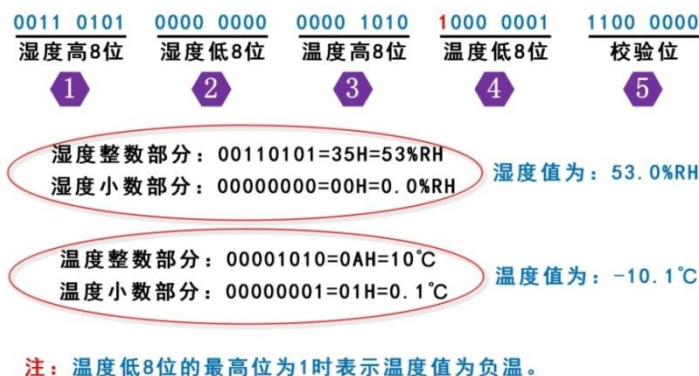 0011 0101 0000 0000 0000 1010 1000 0001 1100 0000
湿度高8位 湿度低8位 温度高8位 温度低8位 校验位
1 2 3 4 5
湿度整数部分：00110101=35H=53%RH
湿度小数部分：00000000=00H=0.0%RH
湿度值为：53.0%RH
温度整数部分：00001010=0AH=10℃
温度小数部分：00000001=01H=0.1℃
温度值为：-10.1℃
注：温度低8位的最高位为1时表示温度值为负温。